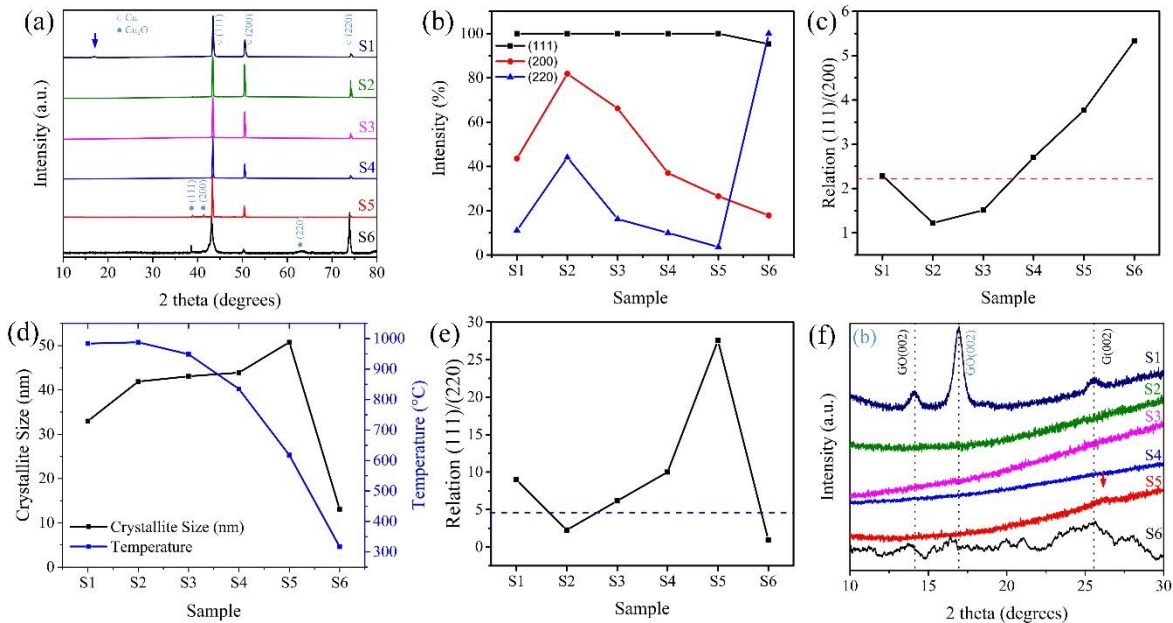 (a)
Cu
Cu₂O
(111)
(200)
(220)
S1
S2
S3
S4
S5
S6
(111)
(200)
(220)
Intensity (a.u.)
10 20 30 40 50 60 70 80
2 theta (degrees)
(b)
100
80
60
40
20
0
(111)
(200)
(220)
Intensity (%)
S1 S2 S3 S4 S5 S6
Sample
(c)
6
5
4
3
2
1
Relation (111)/(200)
S1 S2 S3 S4 S5 S6
Sample
(d)
50
40
30
20
10
0
Crystallite Size (nm)
1000
900
800
700
600
500
400
300
Temperature (°C)
Crystallite Size (nm)
Temperature
S1 S2 S3 S4 S5 S6
Sample
(e)
30
25
20
15
10
5
0
Relation (111)/(220)
S1 S2 S3 S4 S5 S6
Sample
(f)
(b)
GO(002)
GO(002)
G(002)
S1
S2
S3
S4
S5
S6
Intensity (a.u.)
10 15 20 25 30
2 theta (degrees)